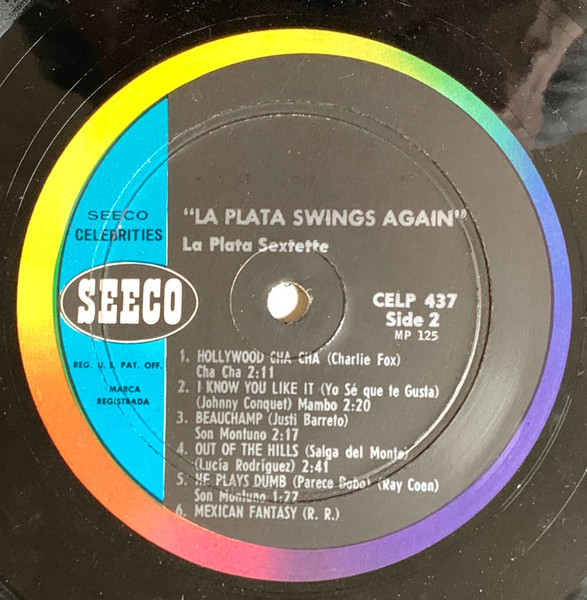 SEECO
CELEBRITIES
SEECO
REG. U. S. PAT. OFF.
MARCA
REGISTRADA
"LA PLATA SWINGS AGAIN"
La Plata Sextette
CELP 437
Side 2
MP 125
1. HOLLYWOOD CHA CHA (Charlie Fox)
Cha Cha 2:11
2. I KNOW YOU LIKE IT (Yo Sé que te Gusta)
(Johnny Conquet) Mambo 2:20
3. BEAUCHAMP (Justi Barreto)
Son Montuno 2:17
4. OUT OF THE HILLS (Salga del Monte)
(Lucía Rodríguez) 2:41
5. HE PLAYS DUMB (Parece Bobo) (Ray Coen)
Son Montuno 1:27
6. MEXICAN FANTASY (R. R.)